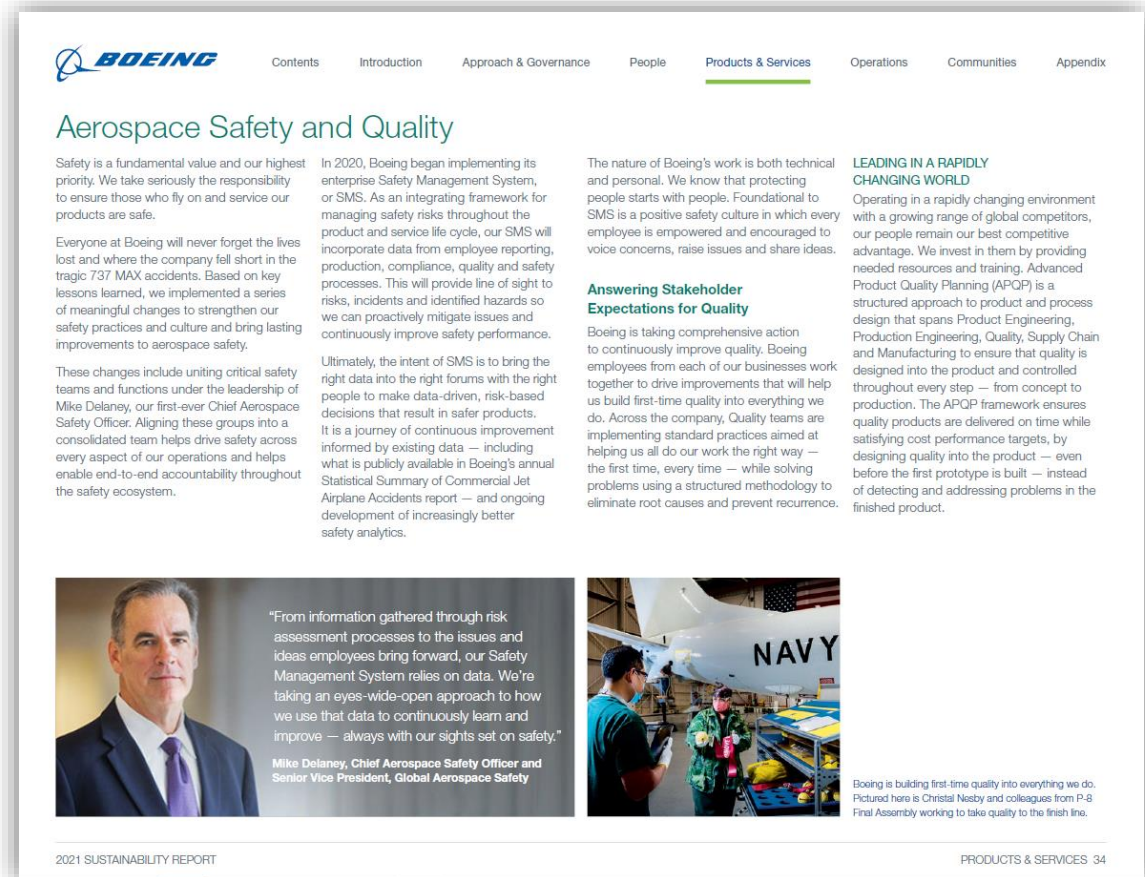 BOEING
Contents
Introduction
Approach & Governance
People
Products & Services
Operations
Communities
Appendix
Aerospace Safety and Quality
Safety is a fundamental value and our highest
priority. We take seriously the responsibility
to ensure those who fly on and service our
products are safe.
Everyone at Boeing will never forget the lives
lost and where the company fell short in the
tragic 737 MAX accidents. Based on key
lessons learned, we implemented a series
of meaningful changes to strengthen our
safety practices and culture and bring lasting
improvements to aerospace safety.
These changes include uniting critical safety
teams and functions under the leadership of
Mike Delaney, our first-ever Chief Aerospace
Safety Officer. Aligning these groups into a
consolidated team helps drive safety across
every aspect of our operations and helps
enable end-to-end accountability throughout
the safety ecosystem.
In 2020, Boeing began implementing its
enterprise Safety Management System,
or SMS. As an integrating framework for
managing safety risks throughout the
product and service life cycle, our SMS will
incorporate data from employee reporting,
production, compliance, quality and safety
processes. This will provide line of sight to
risks, incidents and identified hazards so
we can proactively mitigate issues and
continuously improve safety performance.
Ultimately, the intent of SMS is to bring the
right data into the right forums with the right
people to make data-driven, risk-based
decisions that result in safer products.
It is a journey of continuous improvement
informed by existing data — including
what is publicly available in Boeing's annual
Statistical Summary of Commercial Jet
Airplane Accidents report — and ongoing
development of increasingly better
safety analytics.
The nature of Boeing's work is both technical
and personal. We know that protecting
people starts with people. Foundational to
SMS is a positive safety culture in which every
employee is empowered and encouraged to
voice concerns, raise issues and share ideas.
Answering Stakeholder
Expectations for Quality
Boeing is taking comprehensive action
to continuously improve quality. Boeing
employees from each of our businesses work
together to drive improvements that will help
us build first-time quality into everything we
do. Across the company, Quality teams are
implementing standard practices aimed at
helping us all do our work the right way —
the first time, every time — while solving
problems using a structured methodology to
eliminate root causes and prevent recurrence.
LEADING IN A RAPIDLY
CHANGING WORLD
Operating in a rapidly changing environment
with a growing range of global competitors,
our people remain our best competitive
advantage. We invest in them by providing
needed resources and training. Advanced
Product Quality Planning (APQP) is a
structured approach to product and process
design that spans Product Engineering,
Production Engineering, Quality, Supply Chain
and Manufacturing to ensure that quality is
designed into the product and controlled
throughout every step — from concept to
production. The APQP framework ensures
quality products are delivered on time while
satisfying cost performance targets, by
designing quality into the product — even
before the first prototype is built — instead
of detecting and addressing problems in the
finished product.
"From information gathered through risk
assessment processes to the issues and
ideas employees bring forward, our Safety
Management System relies on data. We're
taking an eyes-wide-open approach to how
we use that data to continuously learn and
improve — always with our sights set on safety."
Mike Delaney, Chief Aerospace Safety Officer and
Senior Vice President, Global Aerospace Safety
NAVY
Boeing is building first-time quality into everything we do.
Pictured here is Christal Nesby and colleagues from P-8
Final Assembly working to take quality to the finish line.
2021 SUSTAINABILITY REPORT
PRODUCTS & SERVICES 34